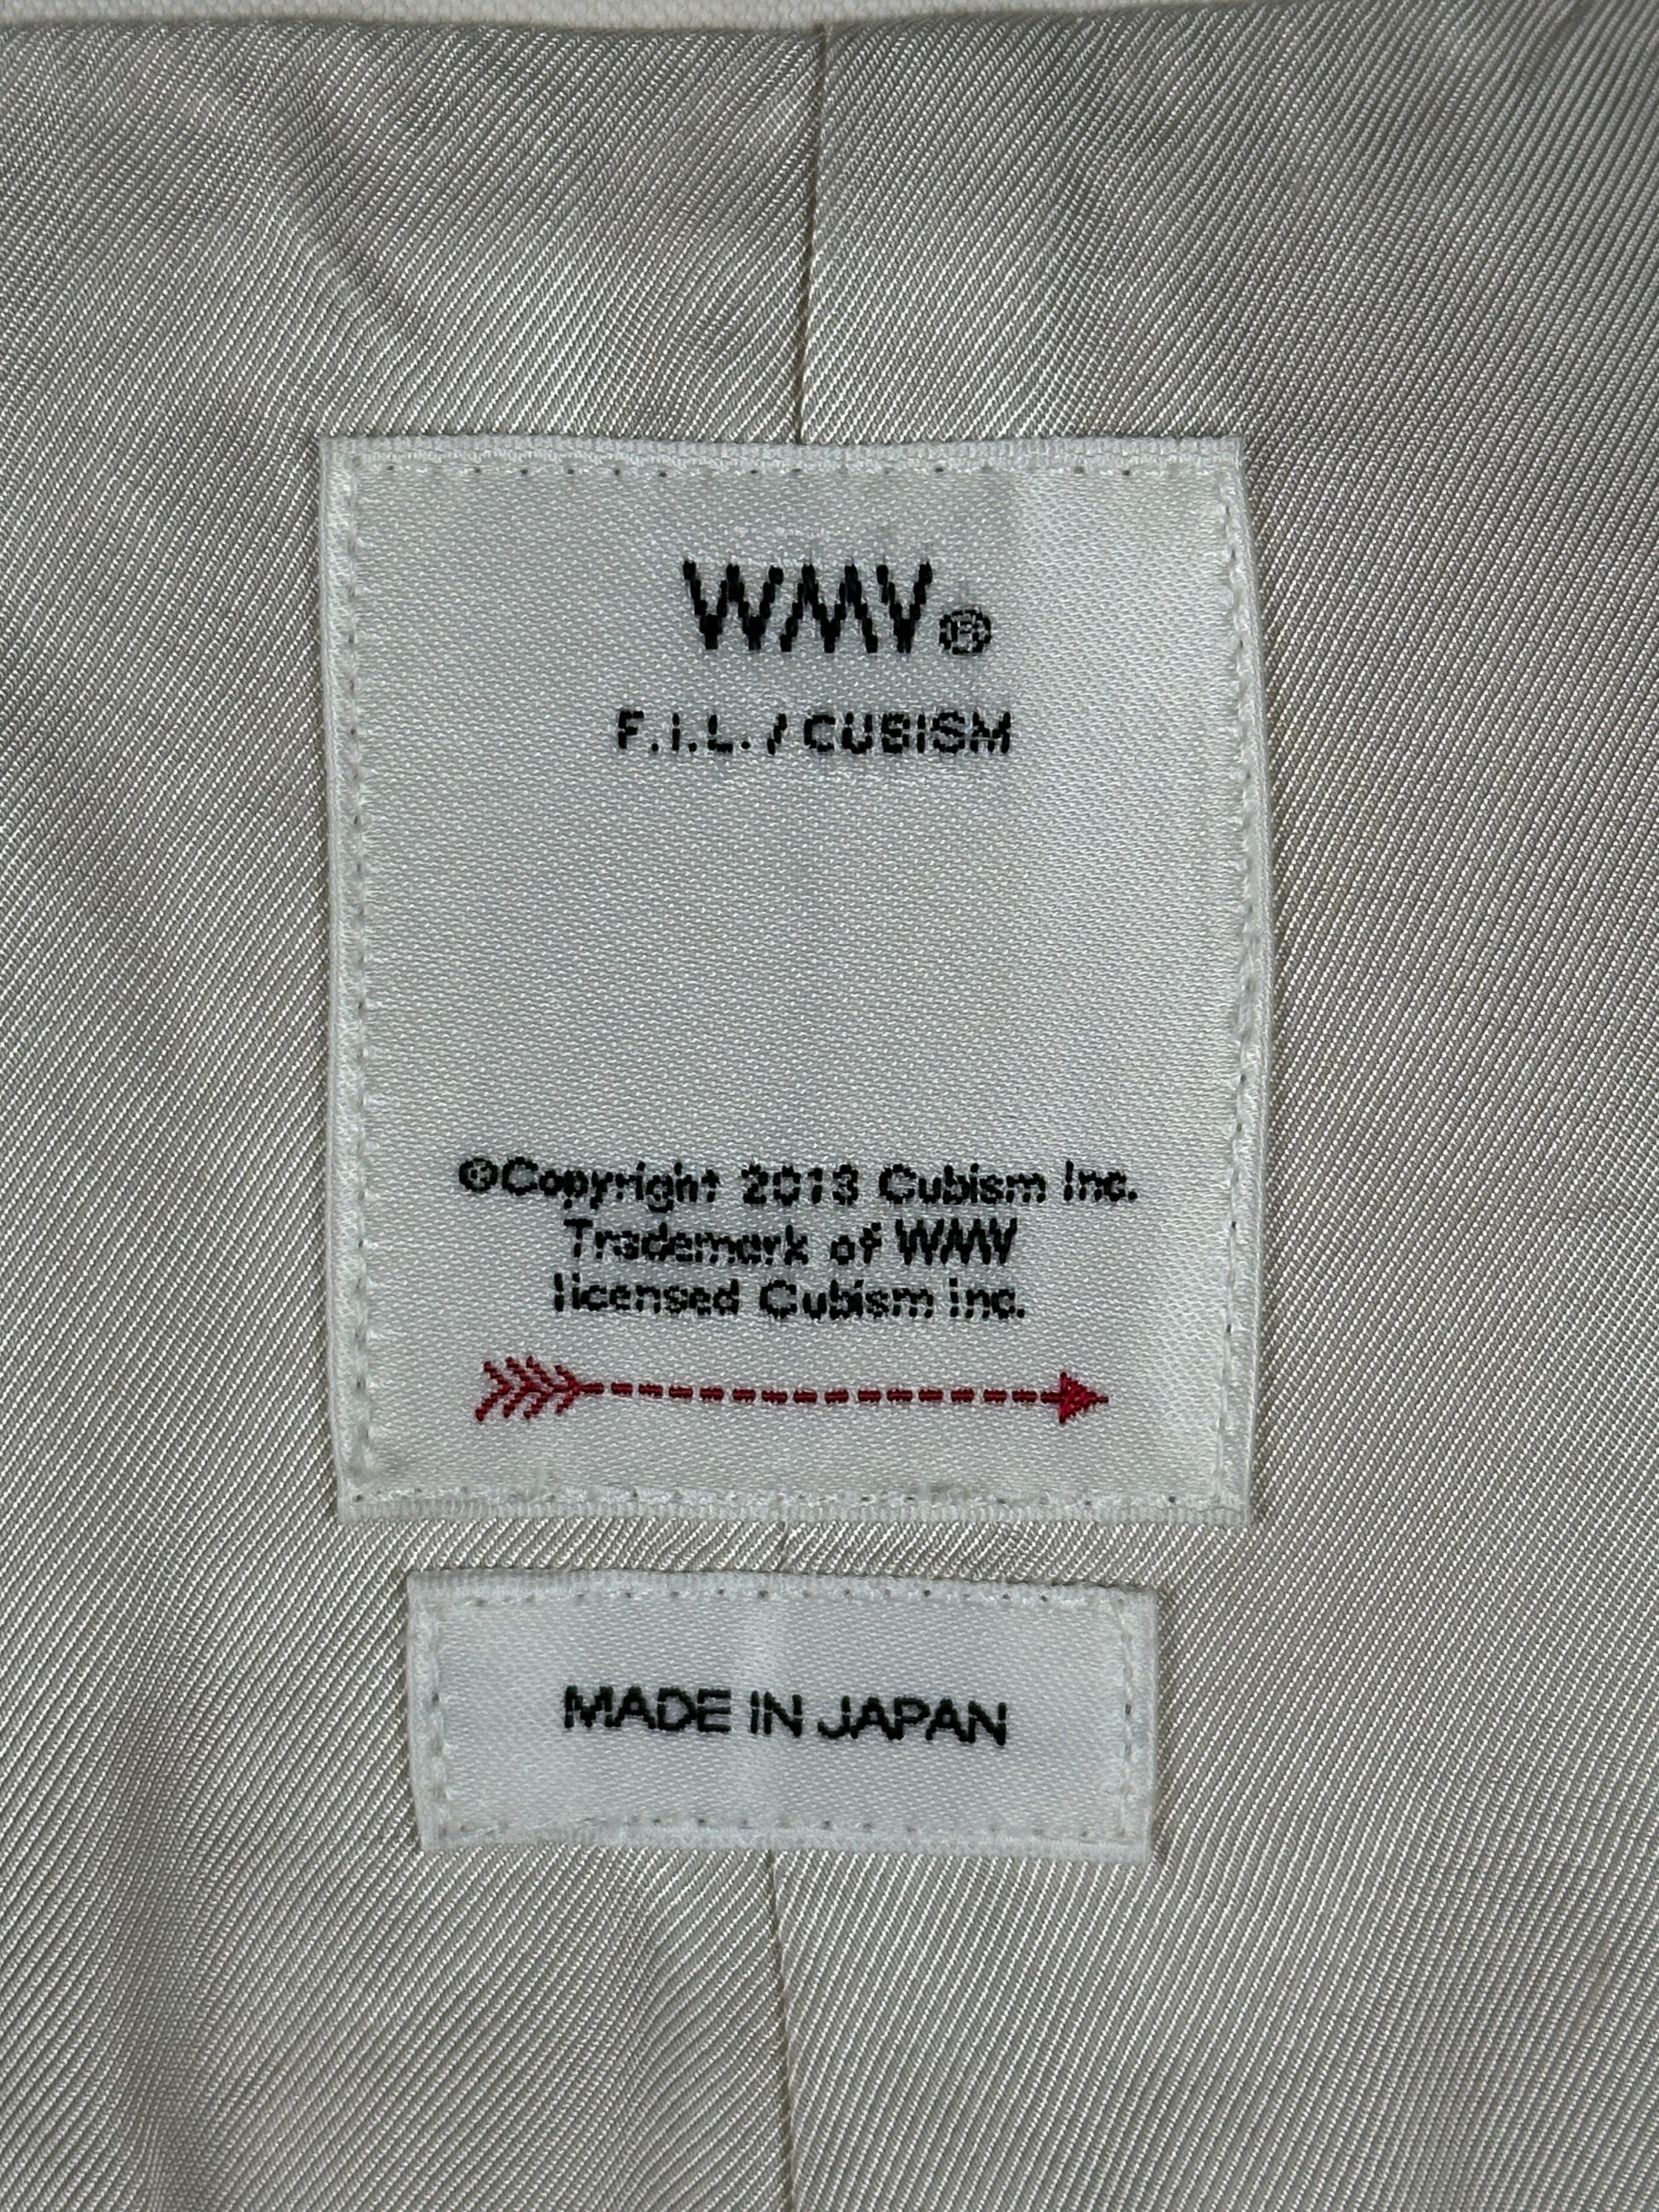 WMV®
F.I.L. / CUBISM
©Copyright 2013 Cubism Inc.
Trademark of WMV
licensed Cubism inc.
MADE IN JAPAN